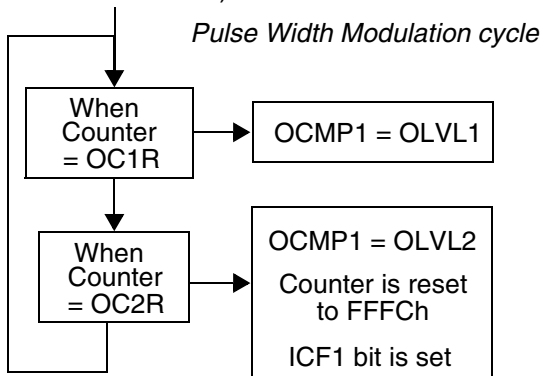 Pulse Width Modulation cycle
When
Counter
= OC1R
OCMP1 = OLVL1
When
Counter
= OC2R
OCMP1 = OLVL2
Counter is reset
to FFFCh
ICF1 bit is set